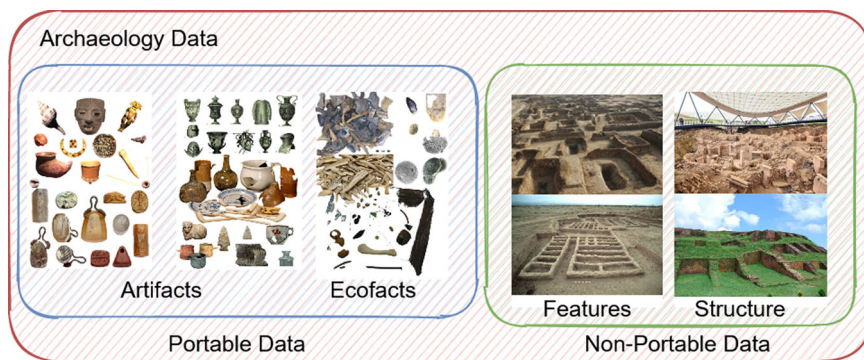 Archaeology Data
Artifacts
Ecofacts
Features
Structure
Portable Data
Non-Portable Data